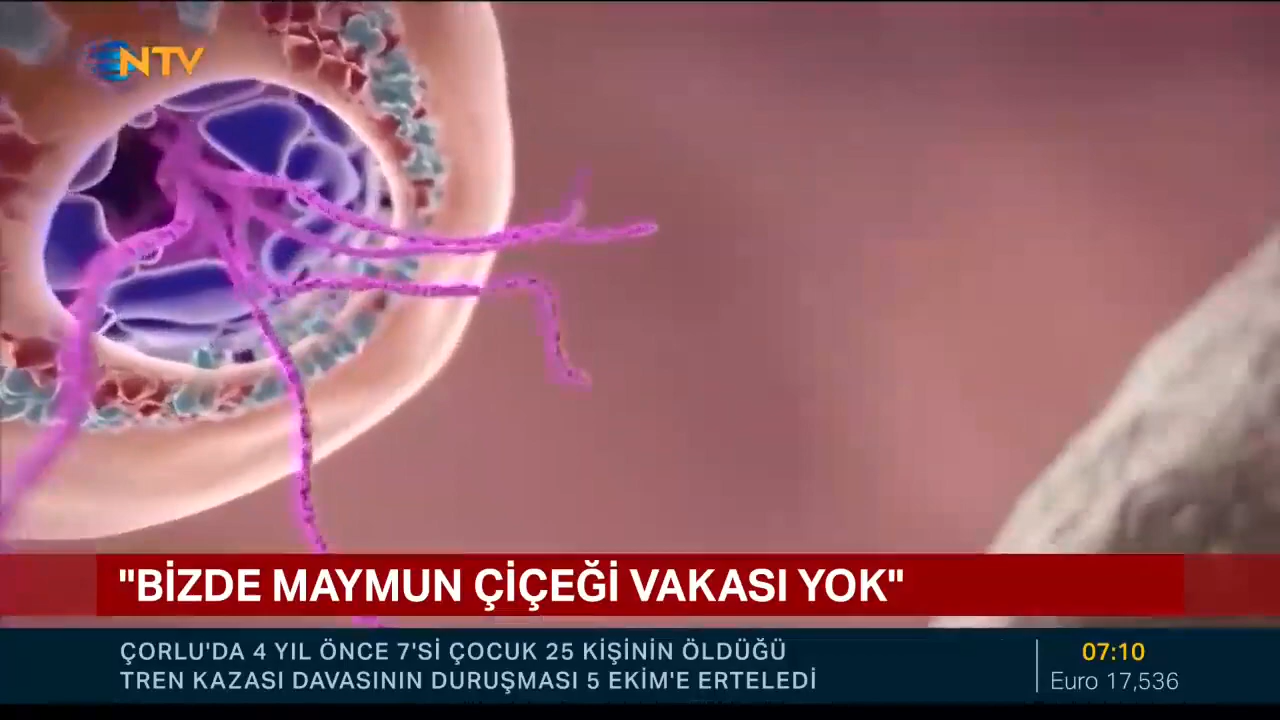 NTV
"BİZDE MAYMUN ÇİÇEĞİ VAKASI YOK"
ÇORLU'DA 4 YIL ÖNCE 7'Sİ ÇOCUK 25 KİŞİNİN ÖLDÜĞÜ
TREN KAZASI DAVASININ DURUŞMASI 5 EKİM'E ERTELEDİ
07:10
Euro 17,536